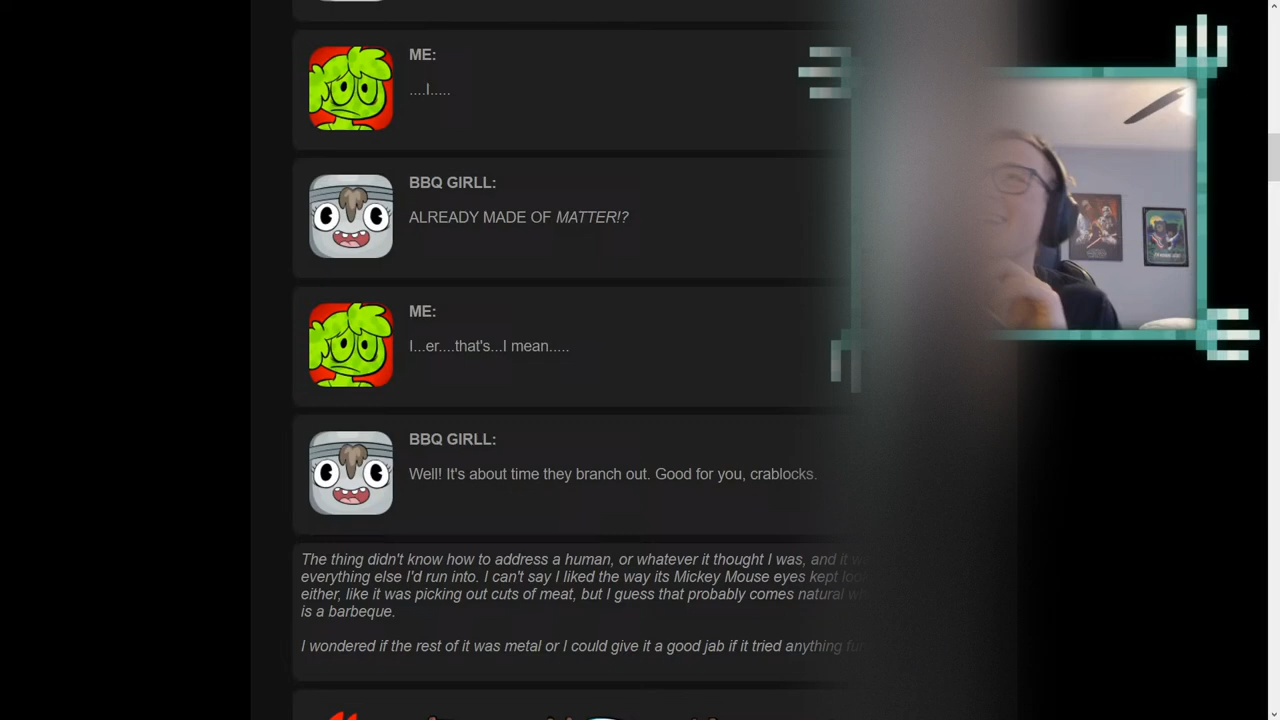 ME:
....I.....
BBQ GIRLL:
ALREADY MADE OF MATTER!?
ME:
I...er....that's...I mean.....
BBQ GIRLL:
Well! It's about time they branch out. Good for you, crablocks.
The thing didn't know how to address a human, or whatever it thought I was, and it
everything else I'd run into. I can't say I liked the way its Mickey Mouse eyes kept
either, like it was picking out cuts of meat, but I guess that probably comes natural
is a barbeque.
I wondered if the rest of it was metal or I could give it a good jab if it tried anything